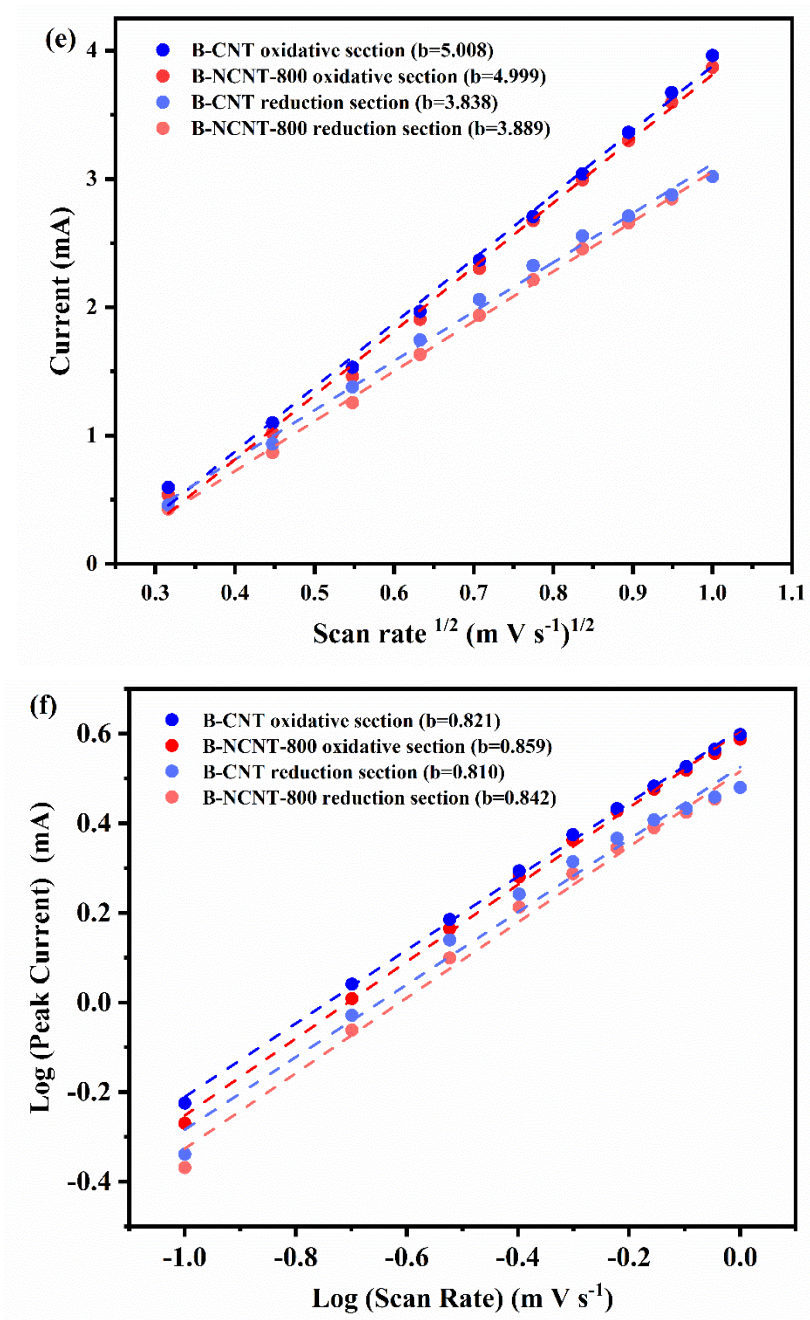 (e)
B-CNT oxidative section (b=5.008)
B-NCNT-800 oxidative section (b=4.999)
B-CNT reduction section (b=3.838)
B-NCNT-800 reduction section (b=3.889)
4
3
2
1
0
Current (mA)
0.3 0.4 0.5 0.6 0.7 0.8 0.9 1.0 1.1
Scan rate 1/2 (m V s-1)1/2
(f)
B-CNT oxidative section (b=0.821)
B-NCNT-800 oxidative section (b=0.859)
B-CNT reduction section (b=0.810)
B-NCNT-800 reduction section (b=0.842)
0.6
0.4
0.2
0.0
-0.2
-0.4
Log (Peak Current) (mA)
-1.0 -0.8 -0.6 -0.4 -0.2 0.0
Log (Scan Rate) (m V s-1)